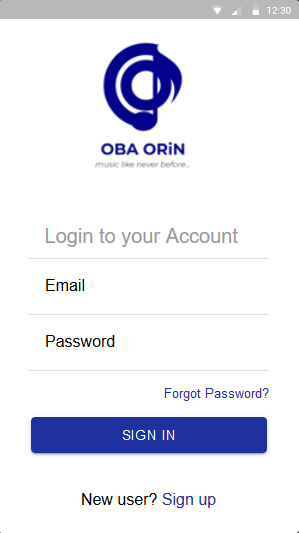 12:30
OBA ORiN
music like never before...
Login to your Account
Email
Password
Forgot Password?
SIGN IN
New user? Sign up